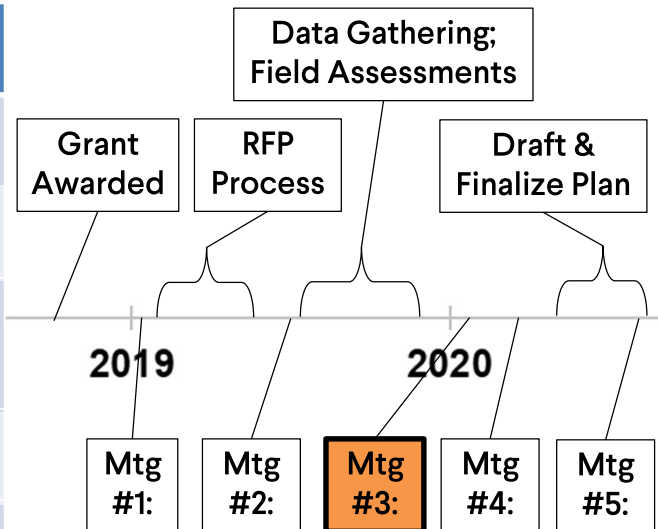 Data Gathering;
Field Assessments
Grant
Awarded
RFP
Process
Draft &
Finalize Plan
2019
2020
Mtg
#1:
Mtg
#2:
Mtg
#3:
Mtg
#4:
Mtg
#5: